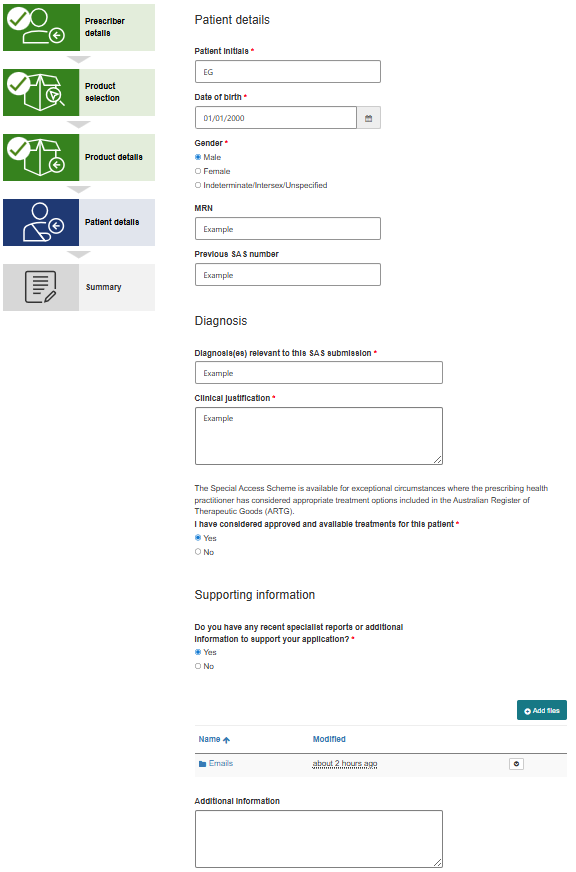 Prescriber
details
Product
selection
Product details
Patient details
Summary
Patient details
Patient initials *
EG
Date of birth *
01/01/2000
Gender *
Male
Female
Indeterminate/Intersex/Unspecified
MRN
Example
Previous SAS number
Example
Diagnosis
Diagnosis(es) relevant to this SAS submission *
Example
Clinical justification *
Example
The Special Access Scheme is available for exceptional circumstances where the prescribing health
practitioner has considered appropriate treatment options included in the Australian Register of
Therapeutic Goods (ARTG).
I have considered approved and available treatments for this patient *
Yes
No
Supporting information
Do you have any recent specialist reports or additional
information to support your application? *
Yes
No
Add files
Name Modified
Emails about 2 hours ago
Additional information